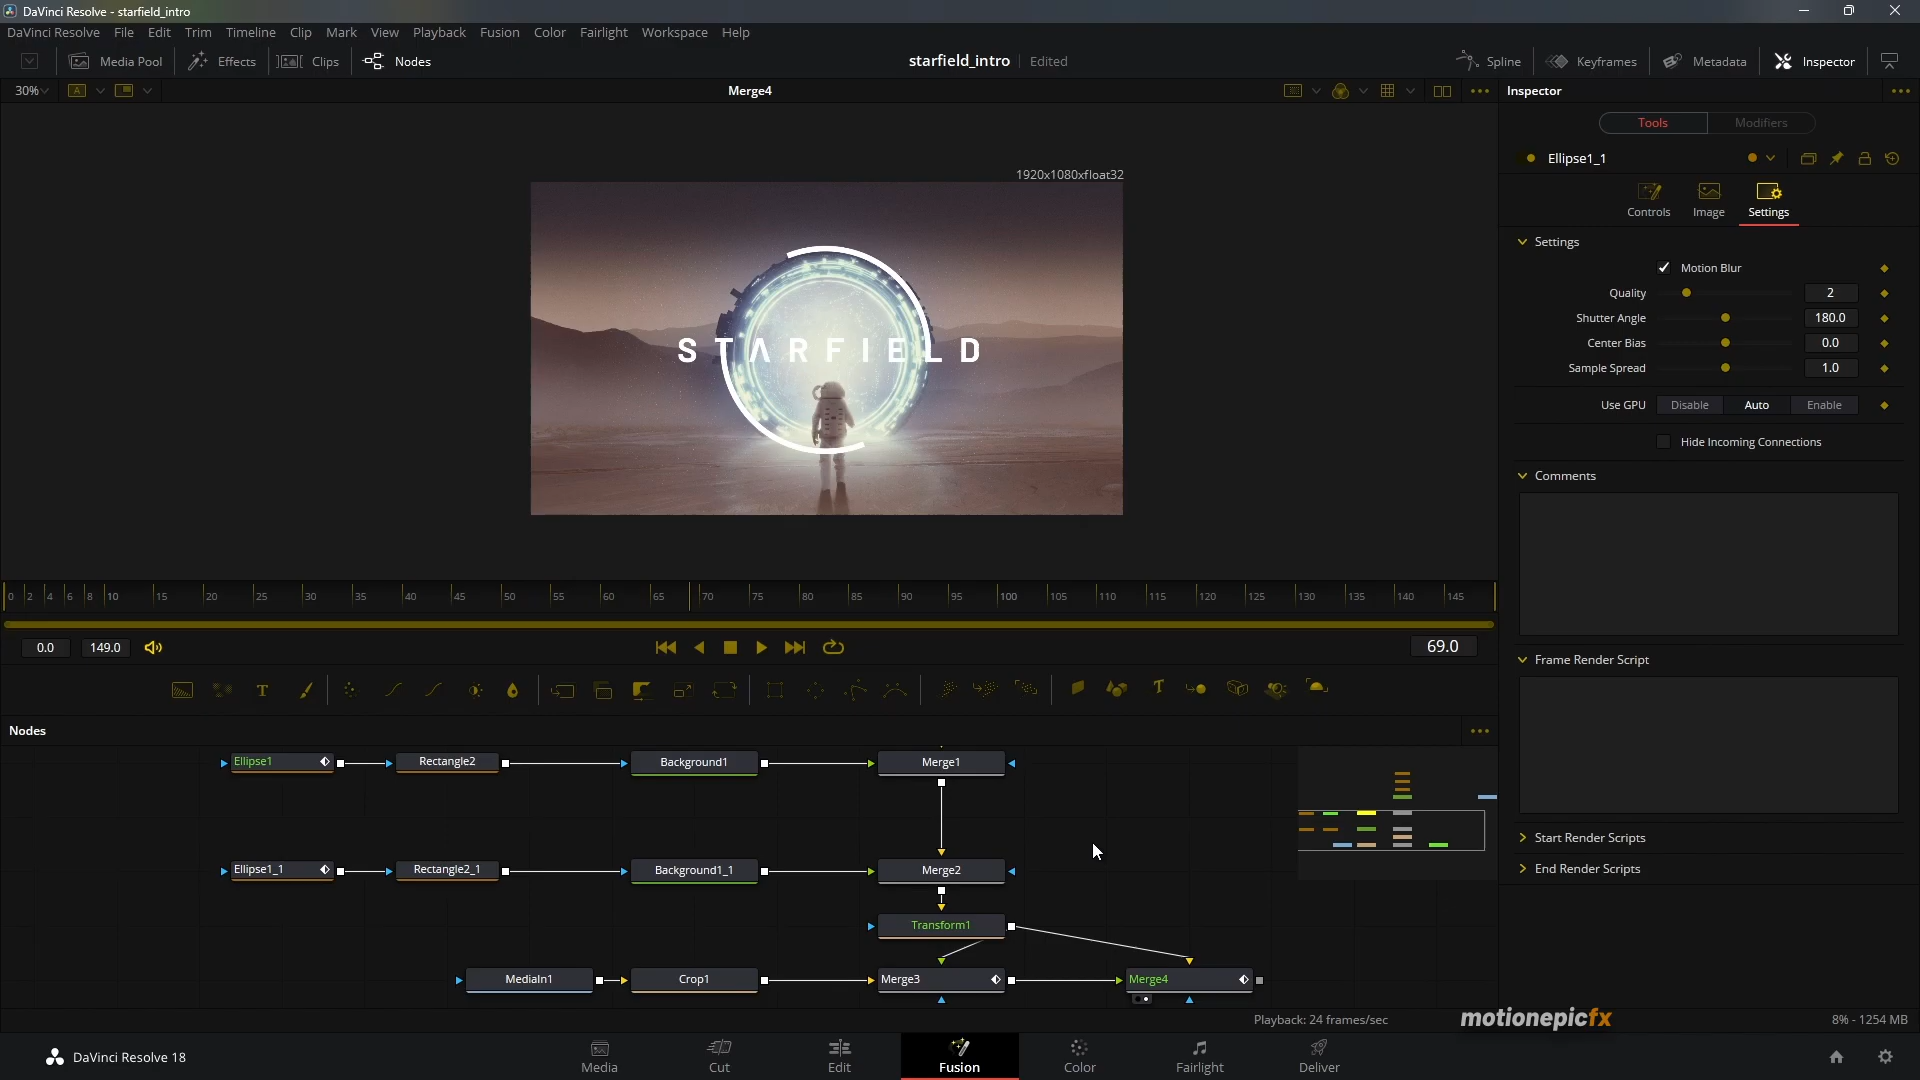 DaVinci Resolve - starfield_intro
DaVinci Resolve File Edit Trim Timeline Clip Mark View Playback Fusion Color Fairlight Workspace Help
Media Pool Effects Clips Nodes starfield_intro Edited Spline Keyframes Metadata Inspector
30% A Merge4 Inspector
Tools Modifiers
Ellipse1_1
1920x1080xfloat32
Controls Image Settings
Settings
Motion Blur
Quality 2
Shutter Angle 180.0
Center Bias 0.0
Sample Spread 1.0
STARFIELD
Use GPU Disable Auto Enable
Hide Incoming Connections
Comments
0 2 4 6 8 10 15 20 25 30 35 40 45 50 55 60 65 70 75 80 85 90 95 100 105 110 115 120 125 130 135 140 145
0.0 149.0 69.0
Frame Render Script
T T
Nodes
Ellipse1 Rectangle2 Background1 Merge1
Ellipse1_1 Rectangle2_1 Background1_1 Merge2
Transform1
MediaIn1 Crop1 Merge3 Merge4
Start Render Scripts
End Render Scripts
Playback: 24 frames/sec motionepicfx 8% - 1254 MB
DaVinci Resolve 18 Media Cut Edit Fusion Color Fairlight Deliver